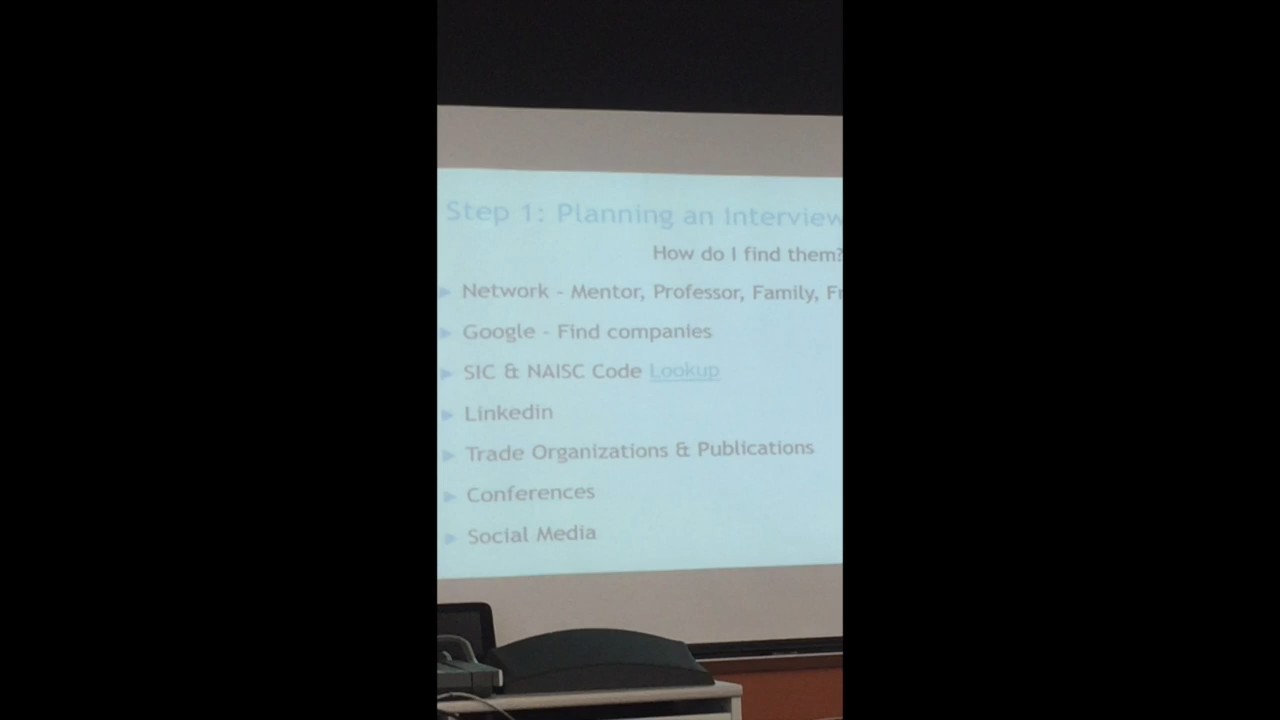 Step 1: Planning an Interview
How do I find them?
Network - Mentor, Professor, Family,
Google - Find companies
SIC & NAISC Code Lookup
Linkedin
Trade Organizations & Publications
Conferences
Social Media